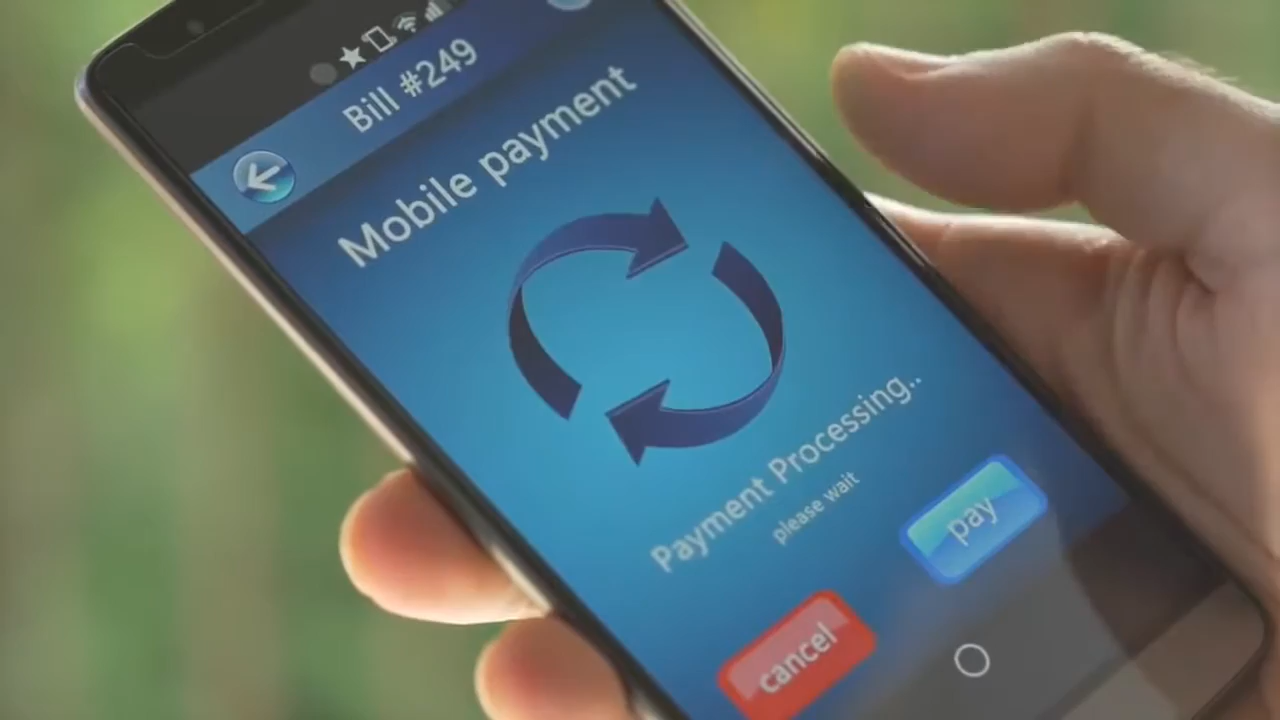 Bill #249
Mobile payment
Payment Processing..
please wait
cancel
pay